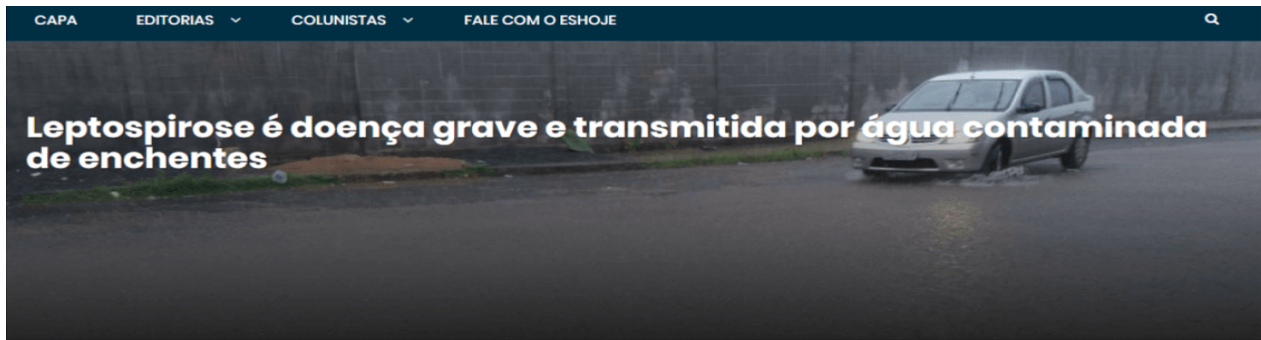 CAPA EDITORIAS COLUNISTAS FALE COM O ESHOJE
Leptospirose é doença grave e transmitida por água contaminada
de enchentes